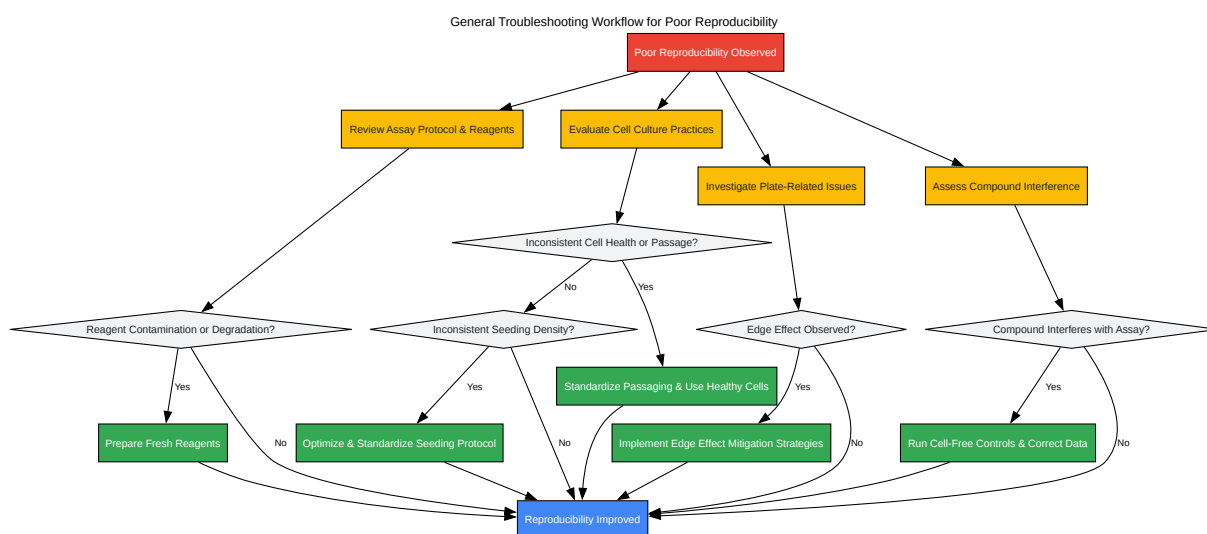 General Troubleshooting Workflow for Poor Reproducibility
Poor Reproducibility Observed
Review Assay Protocol & Reagents
Evaluate Cell Culture Practices
Investigate Plate-Related Issues
Assess Compound Interference
Inconsistent Cell Health or Passage?
No
Yes
Reagent Contamination or Degradation?
Inconsistent Seeding Density?
Edge Effect Observed?
Compound Interferes with Assay?
Standardize Passaging & Use Healthy Cells
Yes
Yes
Yes
Yes
Prepare Fresh Reagents
No
Optimize & Standardize Seeding Protocol
No
Implement Edge Effect Mitigation Strategies
No
Run Cell-Free Controls & Correct Data
No
Reproducibility Improved